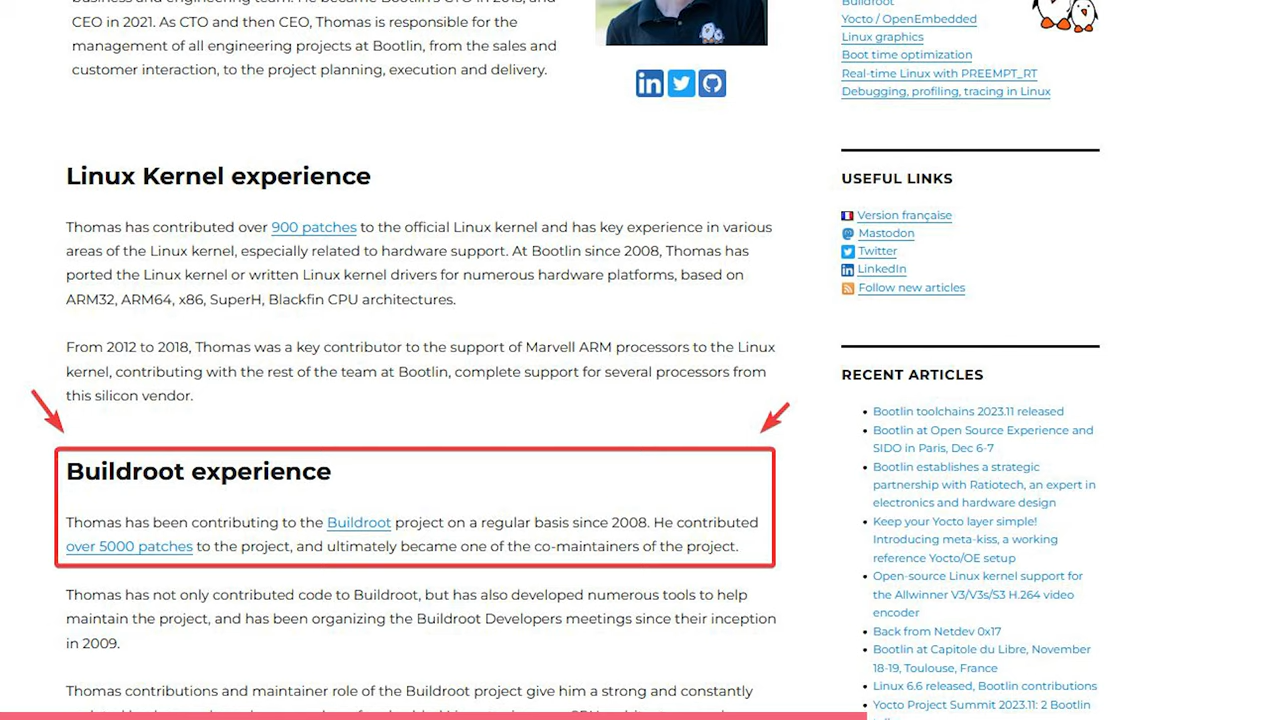 business and engineering experience. He became Bootlin's CTO in 2013, and
CEO in 2021. As CTO and then CEO, Thomas is responsible for the
management of all engineering projects at Bootlin, from the sales and
customer interaction, to the project planning, execution and delivery.
Linux Kernel experience
Thomas has contributed over 900 patches to the official Linux kernel and has key experience in various
areas of the Linux kernel, especially related to hardware support. At Bootlin since 2008, Thomas has
ported the Linux kernel or written Linux kernel drivers for numerous hardware platforms, based on
ARM32, ARM64, x86, SuperH, Blackfin CPU architectures.
From 2012 to 2018, Thomas was a key contributor to the support of Marvell ARM processors to the Linux
kernel, contributing with the rest of the team at Bootlin, complete support for several processors from
this silicon vendor.
Buildroot experience
Thomas has been contributing to the Buildroot project on a regular basis since 2008. He contributed
over 5000 patches to the project, and ultimately became one of the co-maintainers of the project.
Thomas has not only contributed code to Buildroot, but has also developed numerous tools to help
maintain the project, and has been organizing the Buildroot Developers meetings since their inception
in 2009.
Thomas contributions and maintainer role of the Buildroot project give him a strong and constantly
Buildroot
Yocto / OpenEmbedded
Linux graphics
Boot time optimization
Real-time Linux with PREEMPT_RT
Debugging, profiling, tracing in Linux
USEFUL LINKS
Version française
Mastodon
Twitter
LinkedIn
Follow new articles
RECENT ARTICLES
Bootlin toolchains 2023.11 released
Bootlin at Open Source Experience and
SIDO in Paris, Dec 6-7
Bootlin establishes a strategic
partnership with Ratiotech, an expert in
electronics and hardware design
Keep your Yocto layer simple!
Introducing meta-kiss, a working
reference Yocto/OE setup
Open-source Linux kernel support for
the Allwinner V3/V3s/S3 H.264 video
encoder
Back from Netdev 0x17
Bootlin at Capitole du Libre, November
18-19, Toulouse, France
Linux 6.6 released, Bootlin contributions
Yocto Project Summit 2023.11: 2 Bootlin